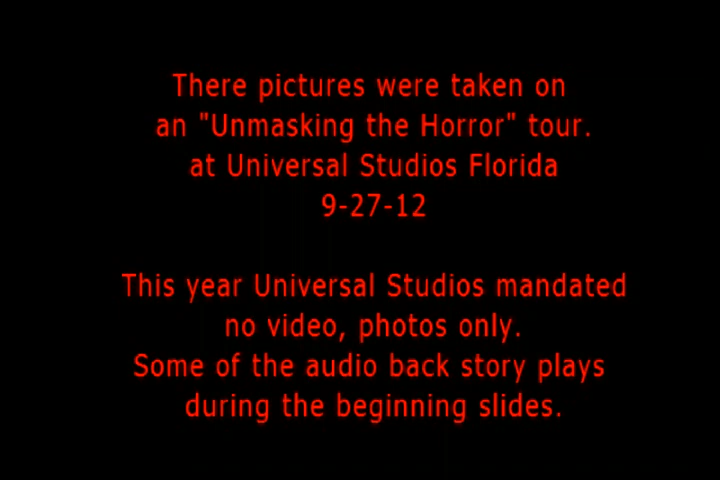 There pictures were taken on
an "Unmasking the Horror" tour.
at Universal Studios Florida
9-27-12
This year Universal Studios mandated
no video, photos only.
Some of the audio back story plays
during the beginning slides.